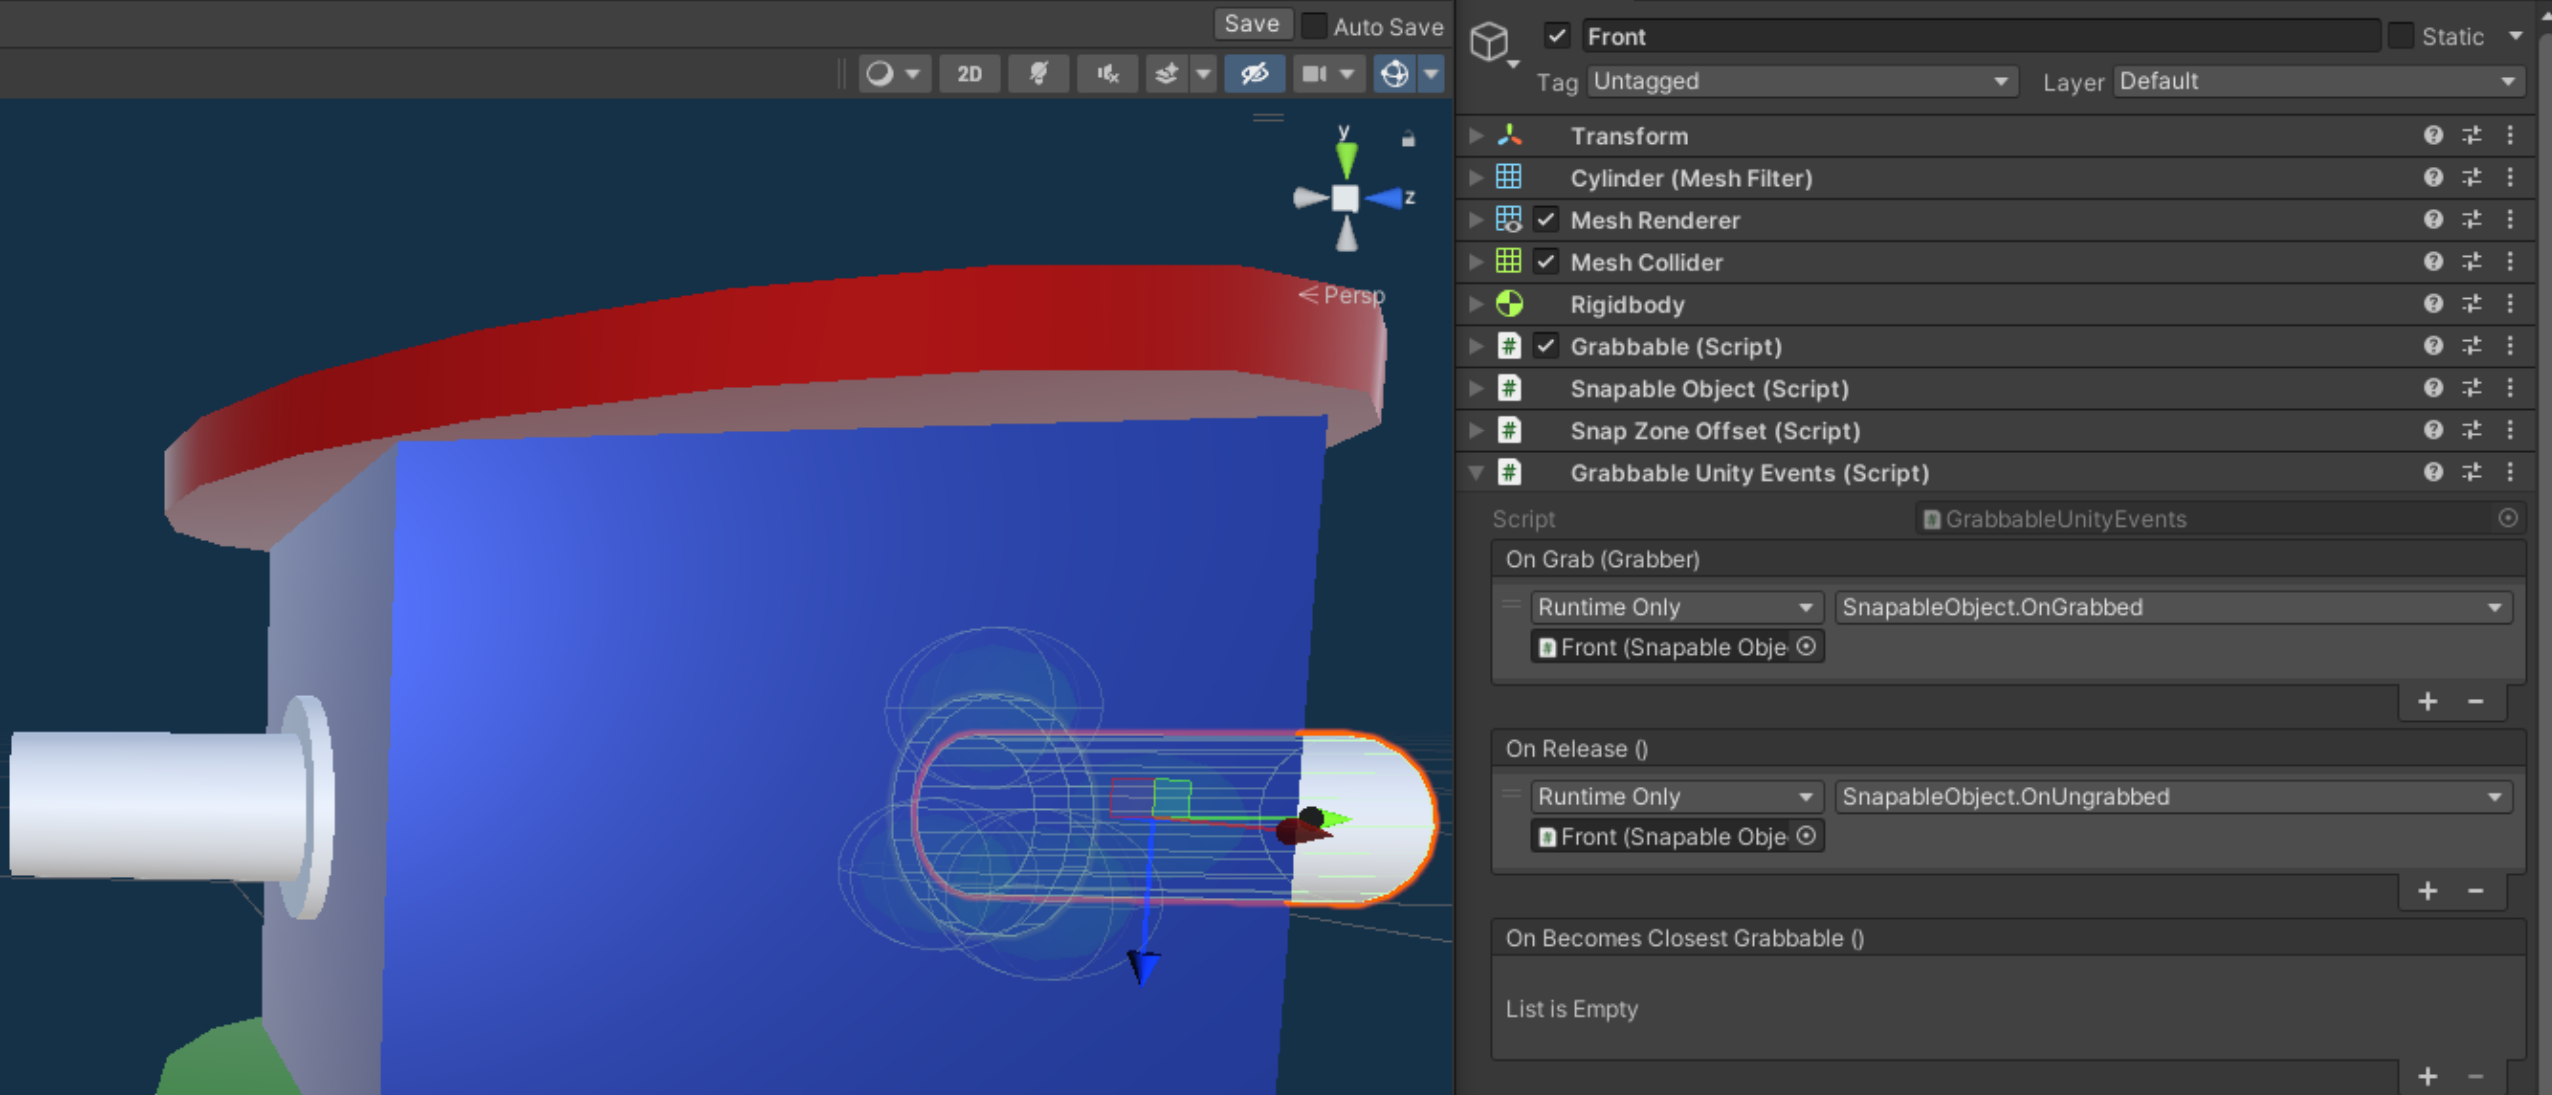 Save Auto Save
2D
y
z
Persp
Front
Static
Tag Untagged Layer Default
Transform
Cylinder (Mesh Filter)
Mesh Renderer
Mesh Collider
Rigidbody
Grabbable (Script)
Snapable Object (Script)
Snap Zone Offset (Script)
Grabbable Unity Events (Script)
Script GrabbableUnityEvents
On Grab (Grabber)
Runtime Only SnapableObject.OnGrabbed
Front (Snapable Obje
On Release ()
Runtime Only SnapableObject.OnUngrabbed
Front (Snapable Obje
On Becomes Closest Grabbable ()
List is Empty